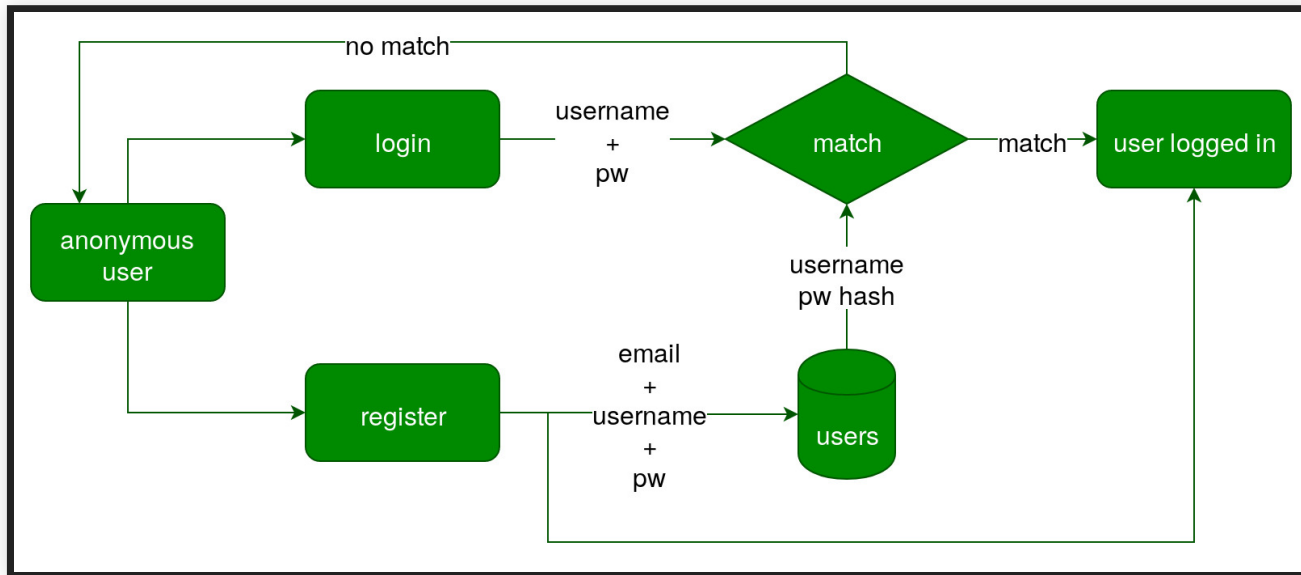 no match
login
username
+
pw
match
match
user logged in
anonymous
user
username
pw hash
register
email
+
username
+
pw
users